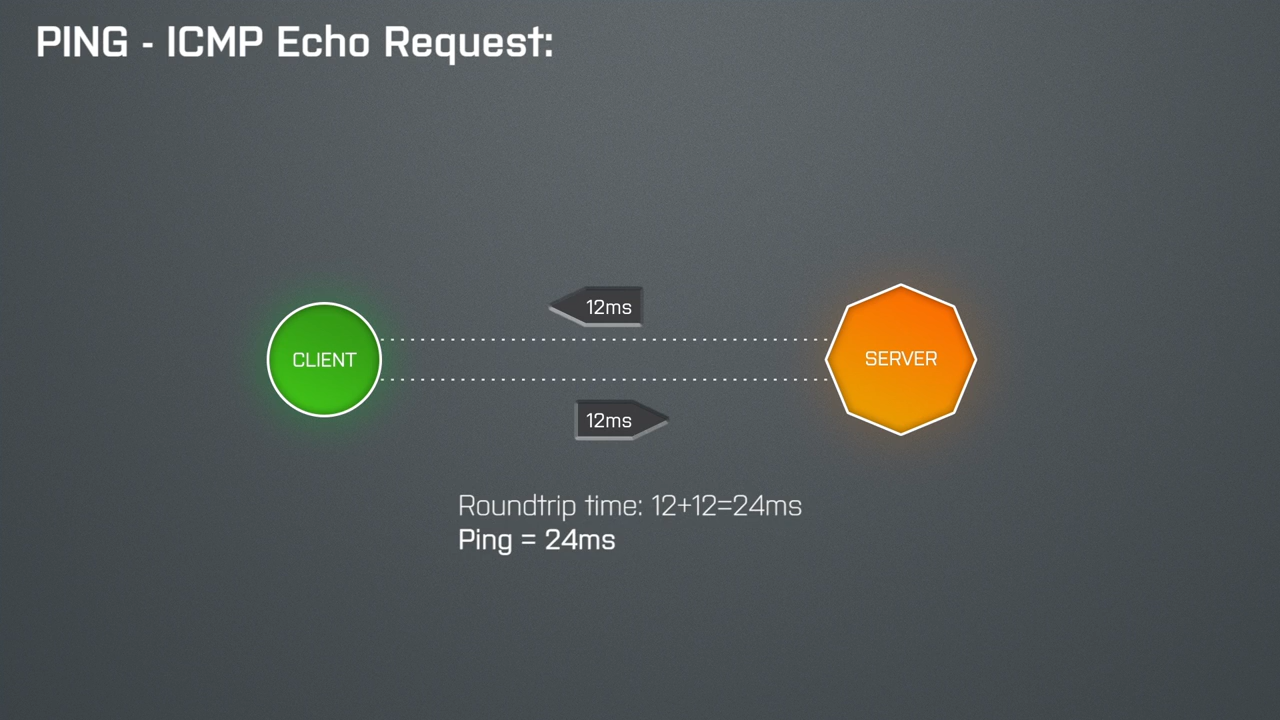 PING - ICMP Echo Request:
12ms
CLIENT
SERVER
12ms
Roundtrip time: 12+12=24ms
Ping = 24ms